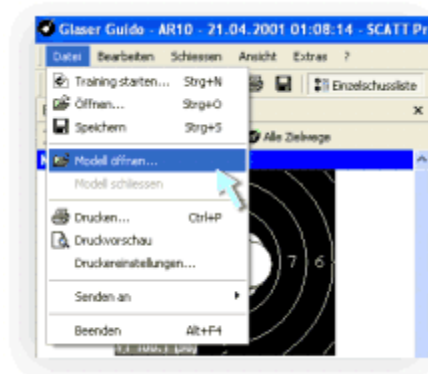 Glaser Guido - AR10 - 21.04.2001 01:08:14 - SCATT Pr
Datei Bearbeiten Schiessen Ansicht Extras ?
Training starten... Strg+N
Einzelschussliste
Öffnen... Strg+O
Speichern Strg+S
Alle Zielwege
Modell öffnen...
Modell schliessen
Drucken... Ctrl+P
Druckvorschau
7 6
Druckereinstellungen...
Senden an
Beenden Alt+F4